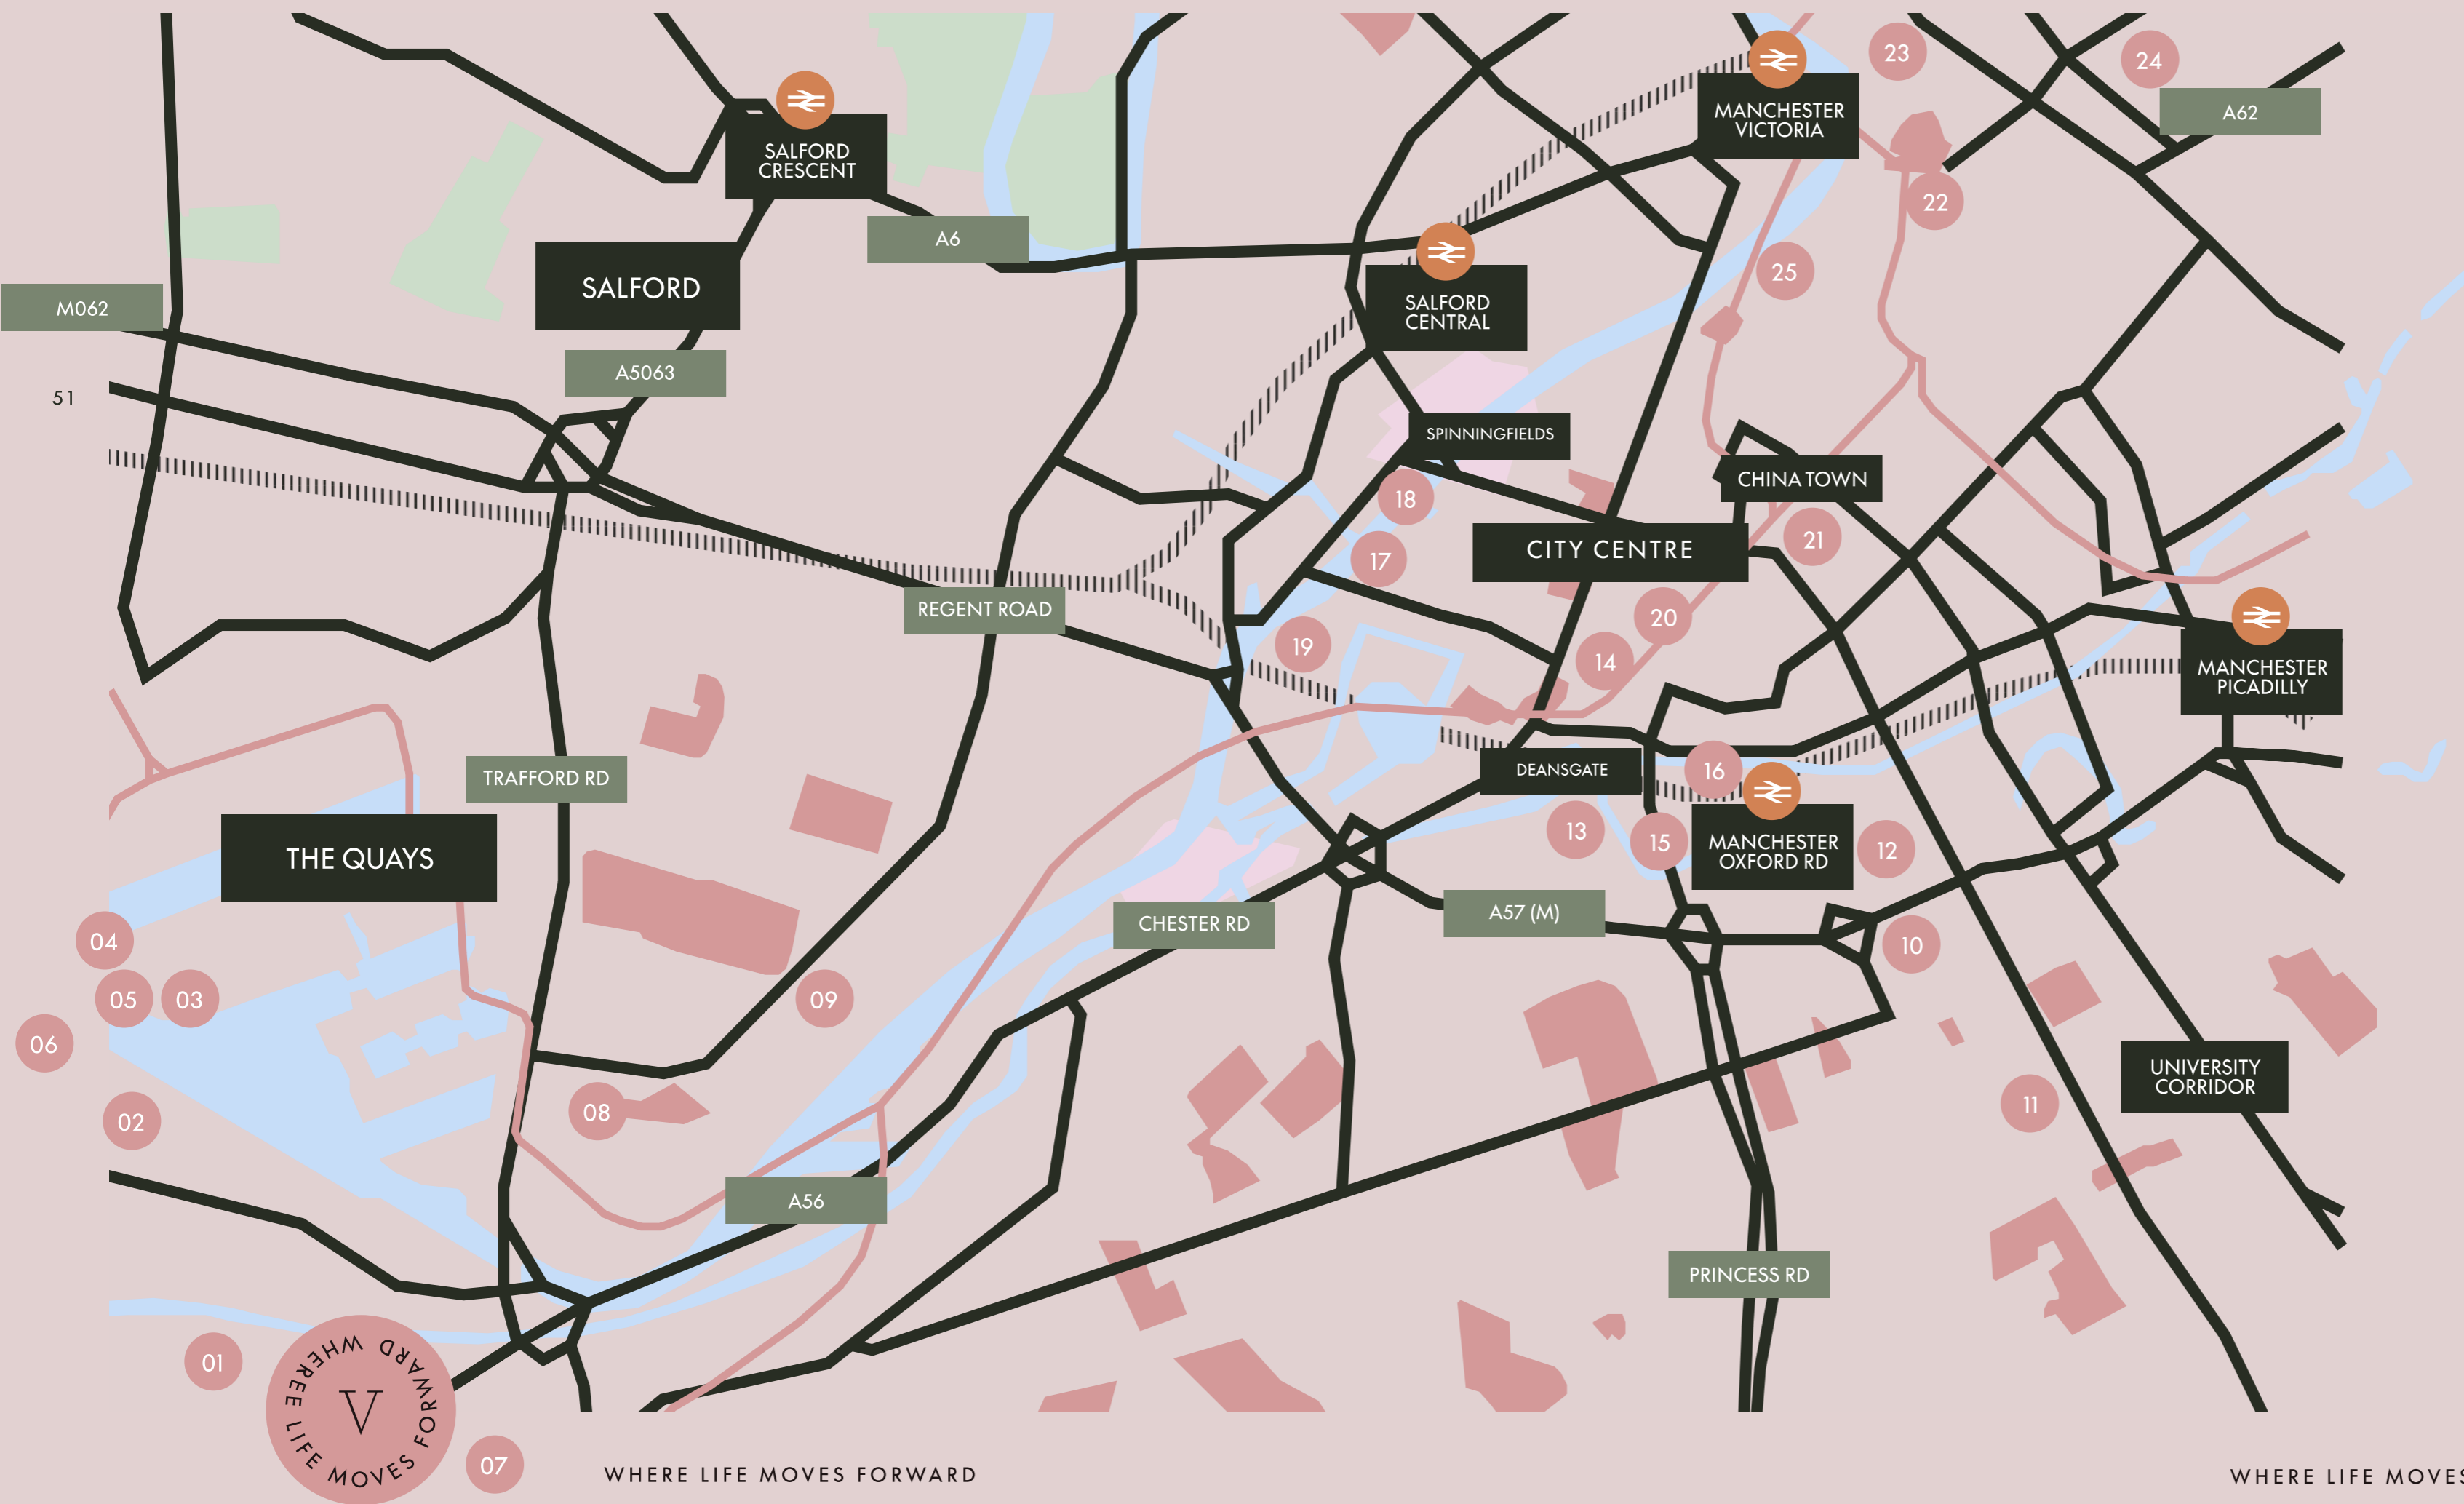 23
24
MANCHESTER
VICTORIA
A62
SALFORD
CRESCENT
22
A6
25
SALFORD
M062
SALFORD
CENTRAL
A5063
51
SPINNINGFIELDS
CHINA TOWN
18
CITY CENTRE
21
17
REGENT ROAD
20
19
14
MANCHESTER
PICADILLY
TRAFFORD RD
DEANSGATE
16
13
15
MANCHESTER
OXFORD RD
12
THE QUAYS
CHESTER RD
A57 (M)
04
10
05
03
09
06
UNIVERSITY
CORRIDOR
02
08
11
A56
PRINCESS RD
01
WHEREE LIFE MOVES FORWARD
V
07
WHERE LIFE MOVES FORWARD
WHERE LIFE MOVES